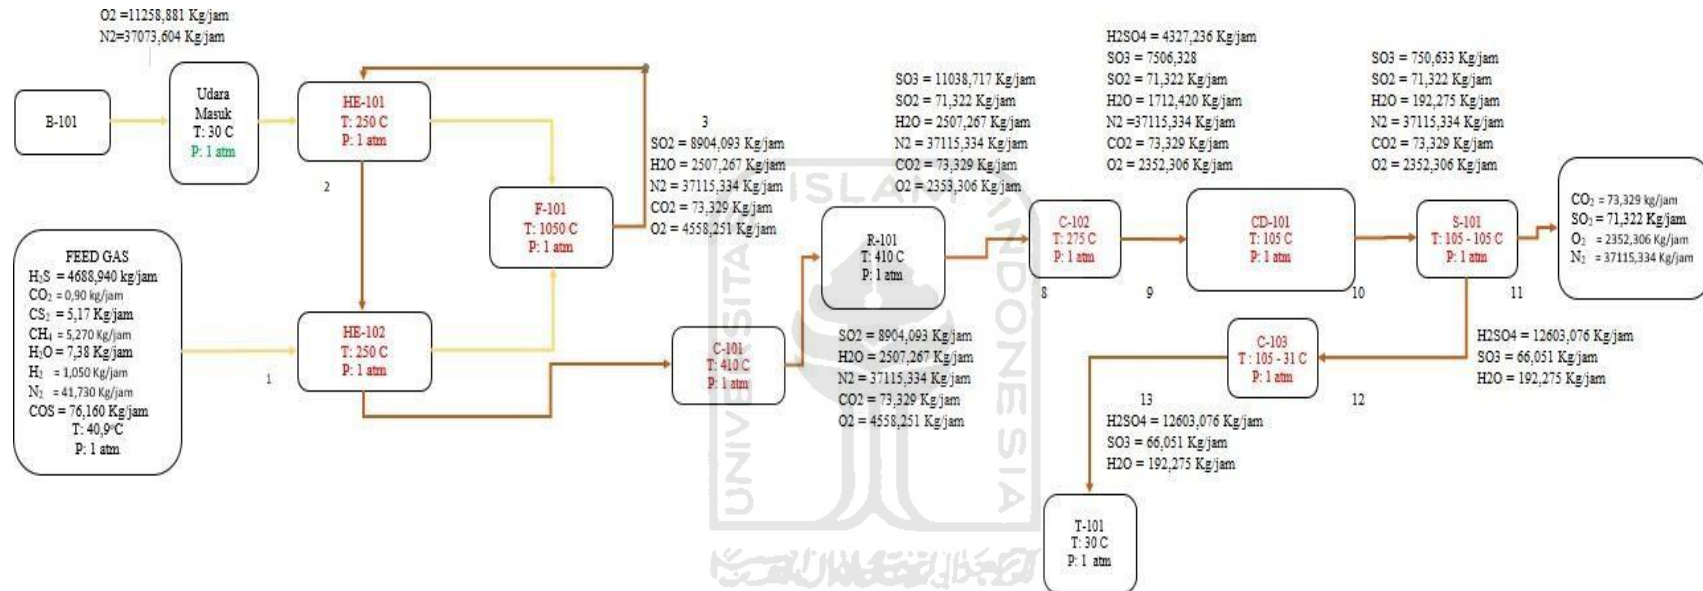 O2 =11258,881 Kg/jam
N2=37073,604 Kg/jam
B-101
Udara
Masuk
T: 30 C
P: 1 atm
HE-101
T: 250 C
P: 1 atm
2
F-101
T: 1050 C
P: 1 atm
3
SO2 = 8904,093 Kg/jam
H2O = 2507,267 Kg/jam
N2 = 37115,334 Kg/jam
CO2 = 73,329 Kg/jam
O2 = 4558,251 Kg/jam
FEED GAS
H₂S = 4688,940 kg/jam
CO₂ = 0,90 kg/jam
CS₂ = 5,17 Kg/jam
CH₄ = 5,270 Kg/jam
H₂O = 7,38 Kg/jam
H₂ = 1,050 Kg/jam
N₂ = 41,730 Kg/jam
COS = 76,160 Kg/jam
T: 40,9°C
P: 1 atm
1
HE-102
T: 250 C
P: 1 atm
C-101
T: 410 C
P: 1 atm
SO3 = 11038,717 Kg/jam
SO2 = 71,322 Kg/jam
H2O = 2507,267 Kg/jam
N2 = 37115,334 Kg/jam
CO2 = 73,329 Kg/jam
O2 = 2353,306 Kg/jam
R-101
T: 410 C
P: 1 atm
SO2 = 8904,093 Kg/jam
H2O = 2507,267 Kg/jam
N2 = 37115,334 Kg/jam
CO2 = 73,329 Kg/jam
O2 = 4558,251 Kg/jam
C-102
T: 275 C
P: 1 atm
8
9
H2SO4 = 4327,236 Kg/jam
SO3 = 7506,328
SO2 = 71,322 Kg/jam
H2O = 1712,420 Kg/jam
N2 =37115,334 Kg/jam
CO2 = 73,329 Kg/jam
O2 = 2352,306 Kg/jam
CD-101
T: 105 C
P: 1 atm
10
SO3 = 750,633 Kg/jam
SO2 = 71,322 Kg/jam
H2O = 192,275 Kg/jam
N2 = 37115,334 Kg/jam
CO2 = 73,329 Kg/jam
O2 = 2352,306 Kg/jam
S-101
T: 105 - 105 C
P: 1 atm
11
CO₂ = 73,329 kg/jam
SO₂ = 71,322 Kg/jam
O₂ = 2352,306 Kg/jam
N₂ = 37115,334 Kg/jam
H2SO4 = 12603,076 Kg/jam
SO3 = 66,051 Kg/jam
H2O = 192,275 Kg/jam
C-103
T : 105 - 31 C
P: 1 atm
12
13
H2SO4 = 12603,076 Kg/jam
SO3 = 66,051 Kg/jam
H2O = 192,275 Kg/jam
T-101
T: 30 C
P: 1 atm
UNIVERSITAS ISLAM INDONESIA